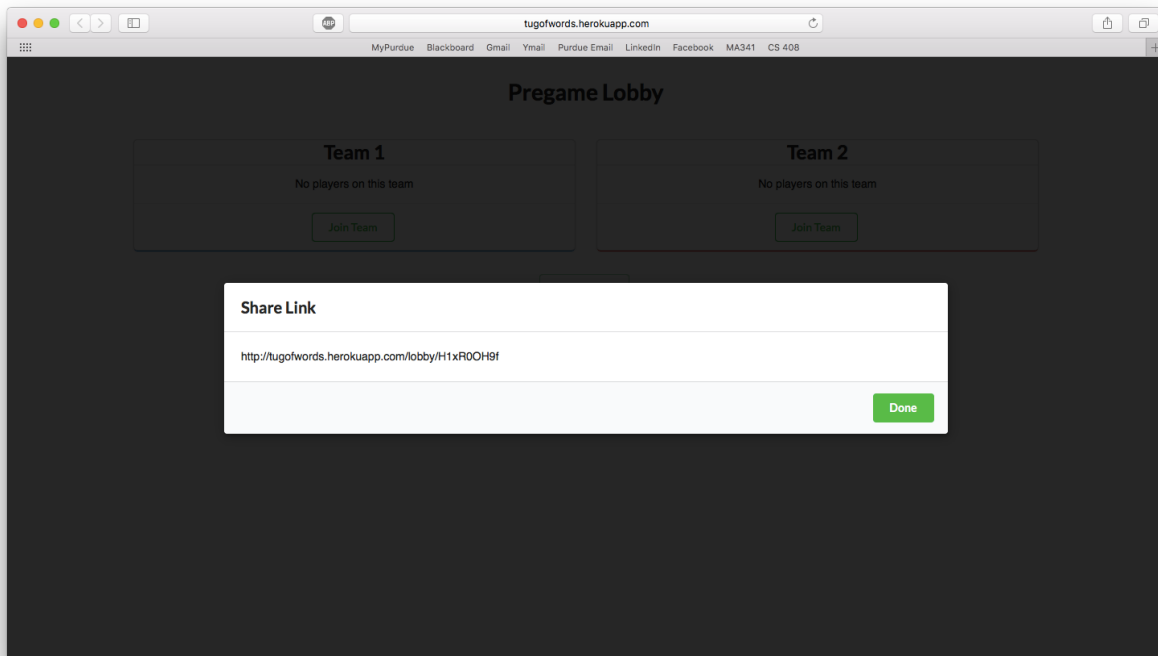 ABP
tugofwords.herokuapp.com
MyPurdue Blackboard Gmail Ymail Purdue Email LinkedIn Facebook MA341 CS 408
Pregame Lobby
Team 1
No players on this team
Join Team
Team 2
No players on this team
Join Team
Share Link
http://tugofwords.herokuapp.com/lobby/H1xR0OH9f
Done